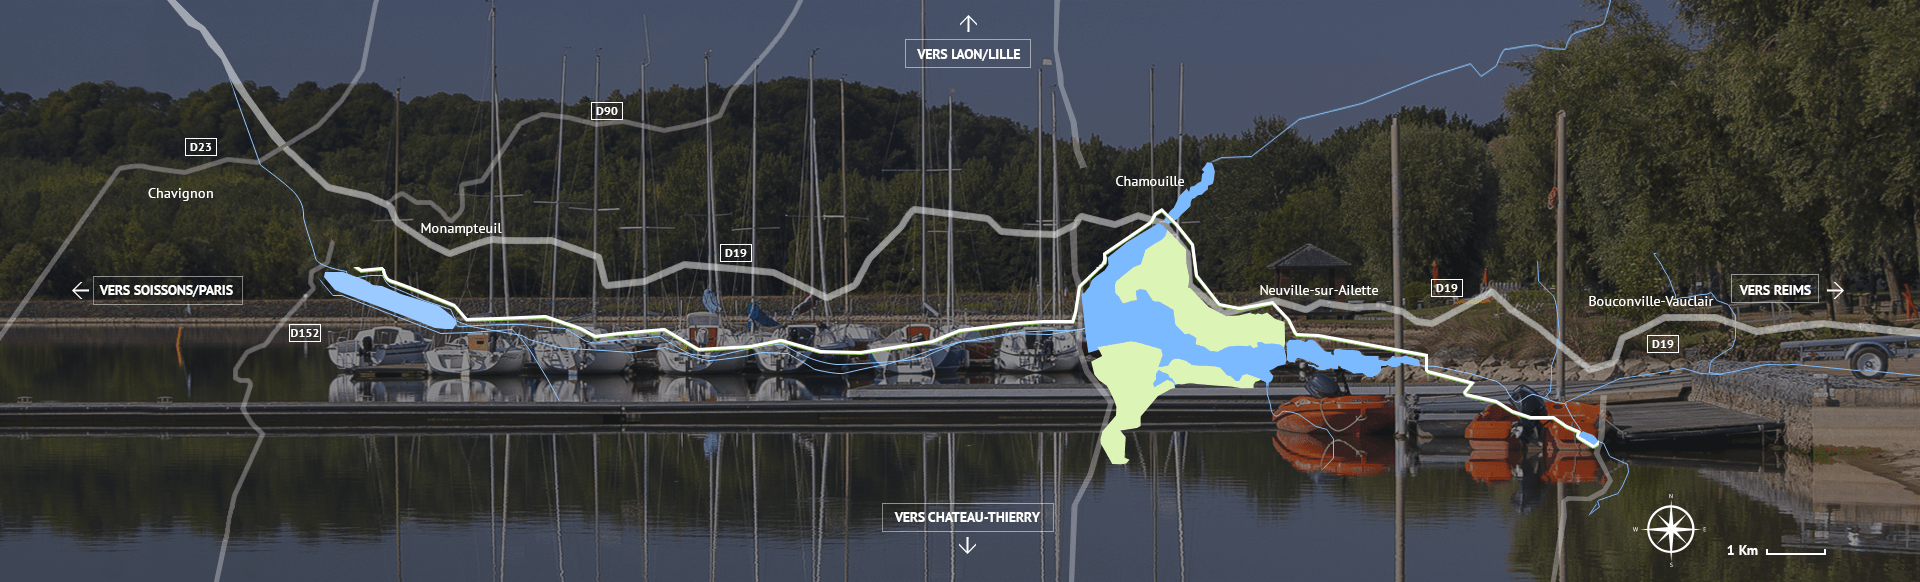 VERS LAON/LILLE
D90
D23
Chamouille
Chavignon
Monampteuil
D19
VERS SOISSONS/PARIS
Neuville-sur-Ailette
D19
VERS REIMS
Bouconville-Vauclair
D152
D19
N
W
E
S
VERS CHATEAU-THIERRY
1 Km